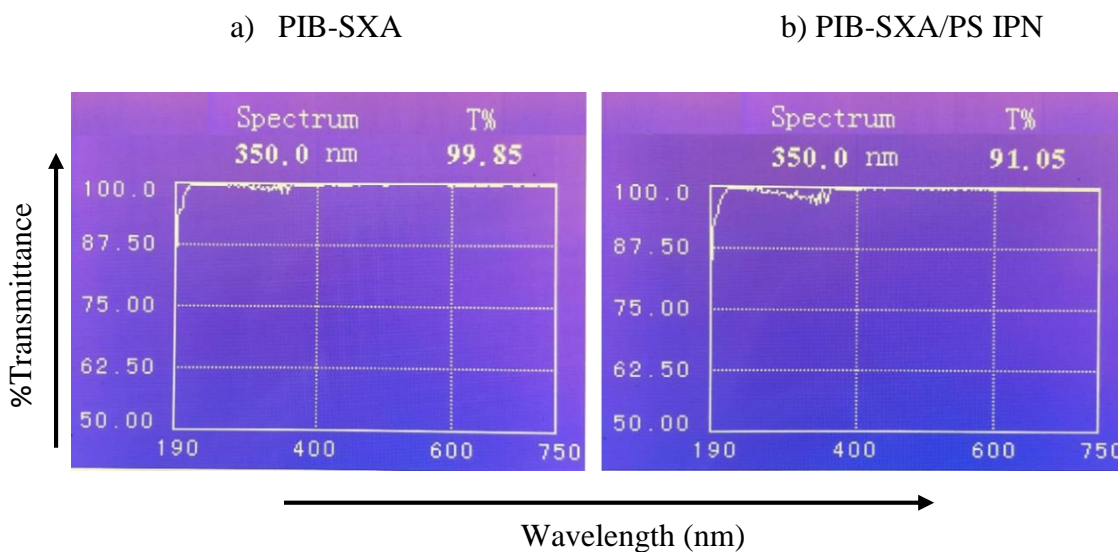 a) PIB-SXA
b) PIB-SXA/PS IPN
Spectrum T%
350.0 nm 99.85
100.0
87.50
75.00
62.50
50.00
190 400 600 750
Spectrum T%
350.0 nm 91.05
100.0
87.50
75.00
62.50
50.00
190 400 600 750
%Transmittance
Wavelength (nm)